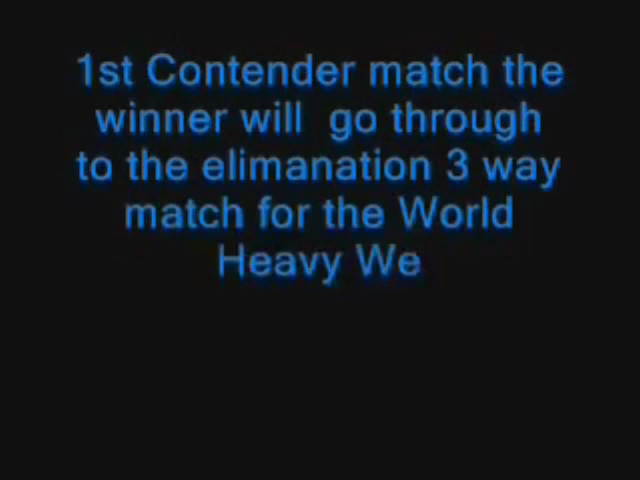 1st Contender match the
winner will  go through
to the elimanation 3 way
match for the World
Heavy We